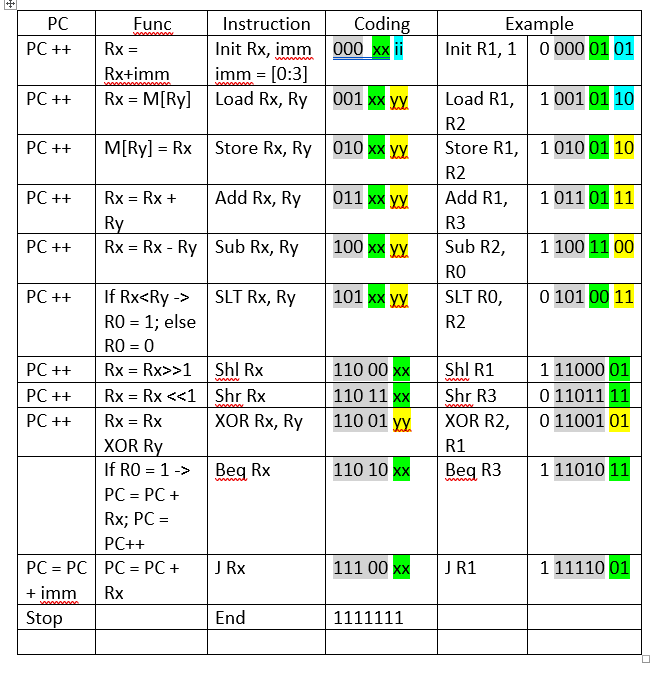 PC Func Instruction Coding Example
PC ++ Rx = Init Rx, imm 000 xx ii Init R1, 1 0 000 01 01
Rx+imm imm = [0:3]
PC ++ Rx = M[Ry] Load Rx, Ry 001 xx yy Load R1, 1 001 01 10
R2
PC ++ M[Ry] = Rx Store Rx, Ry 010 xx yy Store R1, 1 010 01 10
R2
PC ++ Rx = Rx + Add Rx, Ry 011 xx yy Add R1, 1 011 01 11
Ry R3
PC ++ Rx = Rx - Ry Sub Rx, Ry 100 xx yy Sub R2, 1 100 11 00
R0
PC ++ If Rx<Ry -> SLT Rx, Ry 101 xx yy SLT R0, 0 101 00 11
R0 = 1; else R2
R0 = 0
PC ++ Rx = Rx>>1 Shl Rx 110 00 xx Shl R1 1 11000 01
PC ++ Rx = Rx <<1 Shr Rx 110 11 xx Shr R3 0 11011 11
PC ++ Rx = Rx XOR Rx, Ry 110 01 yy XOR R2, 0 11001 01
XOR Ry R1
If R0 = 1 -> Beq Rx 110 10 xx Beq R3 1 11010 11
PC = PC +
Rx; PC =
PC++
PC = PC PC = PC + J Rx 111 00 xx J R1 1 11110 01
+ imm Rx
Stop End 1111111